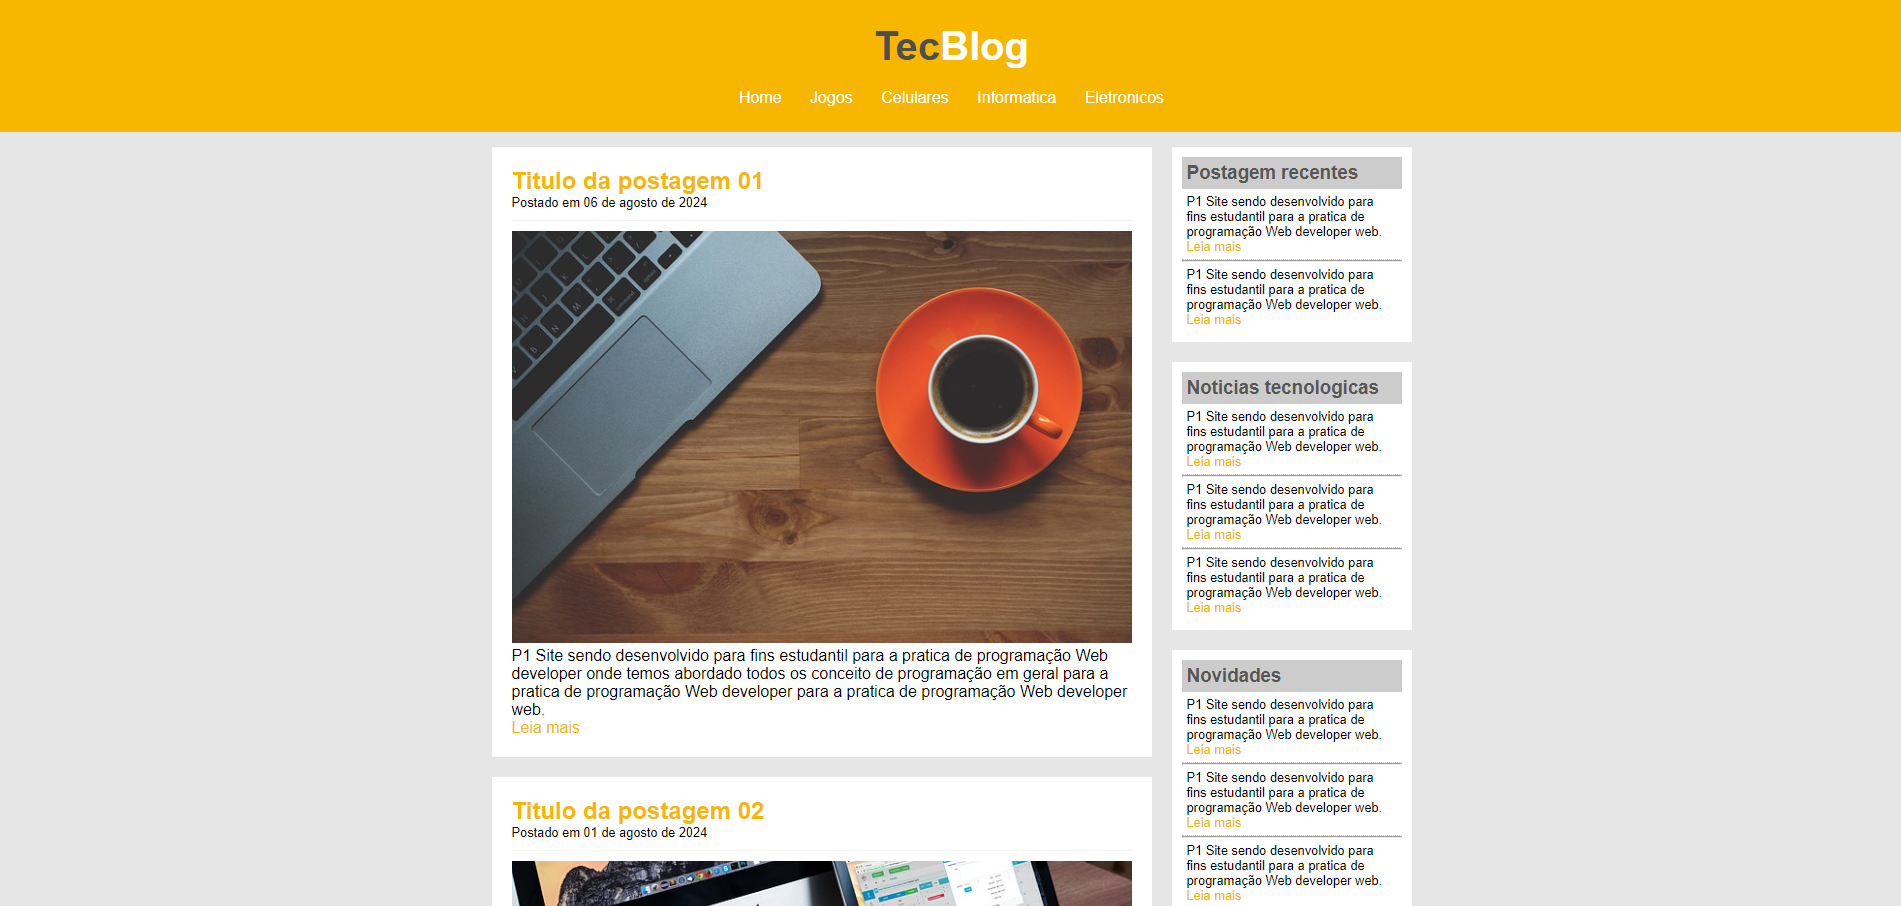 TecBlog
Home Jogos Celulares Informatica Eletronicos
Titulo da postagem 01
Postado em 06 de agosto de 2024
P1 Site sendo desenvolvido para fins estudantil para a pratica de programação Web
developer onde temos abordado todos os conceito de programação em geral para a
pratica de programação Web developer para a pratica de programação Web developer
web.
Leia mais
Titulo da postagem 02
Postado em 01 de agosto de 2024
Postagem recentes
P1 Site sendo desenvolvido para
fins estudantil para a pratica de
programação Web developer web.
Leia mais
P1 Site sendo desenvolvido para
fins estudantil para a pratica de
programação Web developer web.
Leia mais
Noticias tecnologicas
P1 Site sendo desenvolvido para
fins estudantil para a pratica de
programação Web developer web.
Leia mais
P1 Site sendo desenvolvido para
fins estudantil para a pratica de
programação Web developer web.
Leia mais
P1 Site sendo desenvolvido para
fins estudantil para a pratica de
programação Web developer web.
Leia mais
Novidades
P1 Site sendo desenvolvido para
fins estudantil para a pratica de
programação Web developer web.
Leia mais
P1 Site sendo desenvolvido para
fins estudantil para a pratica de
programação Web developer web.
Leia mais
P1 Site sendo desenvolvido para
fins estudantil para a pratica de
programação Web developer web.
Leia mais